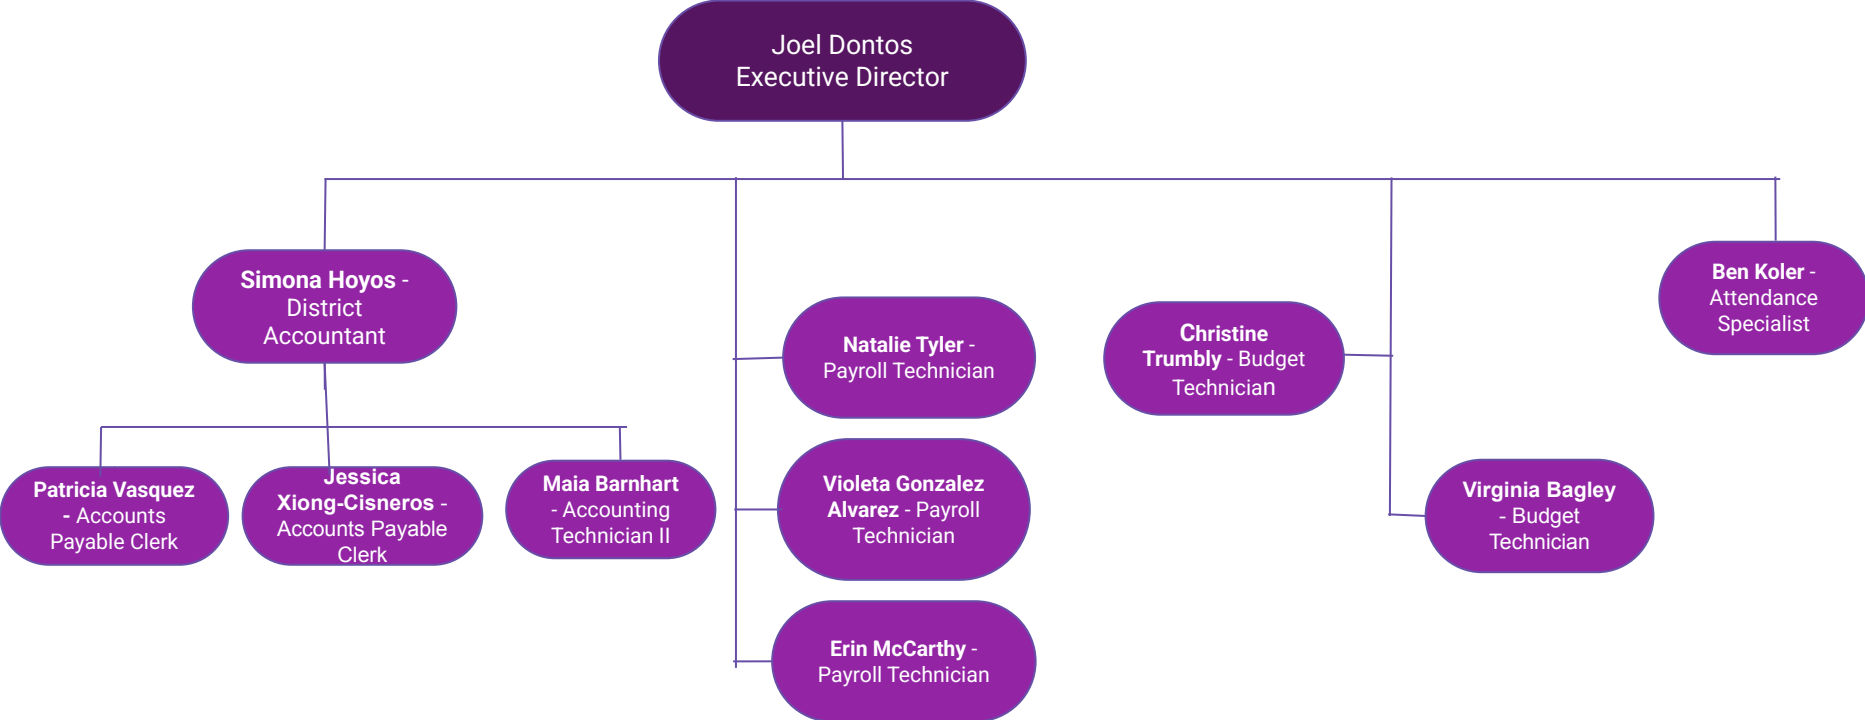 Joel Dontos
Executive Director
Simona Hoyos -
District
Accountant
Patricia Vasquez
- Accounts
Payable Clerk
Jessica
Xiong-Cisneros -
Accounts Payable
Clerk
Maia Barnhart
- Accounting
Technician II
Natalie Tyler -
Payroll Technician
Violeta Gonzalez
Alvarez - Payroll
Technician
Erin McCarthy -
Payroll Technician
Christine
Trumbly - Budget
Technician
Virginia Bagley
- Budget
Technician
Ben Koler -
Attendance
Specialist